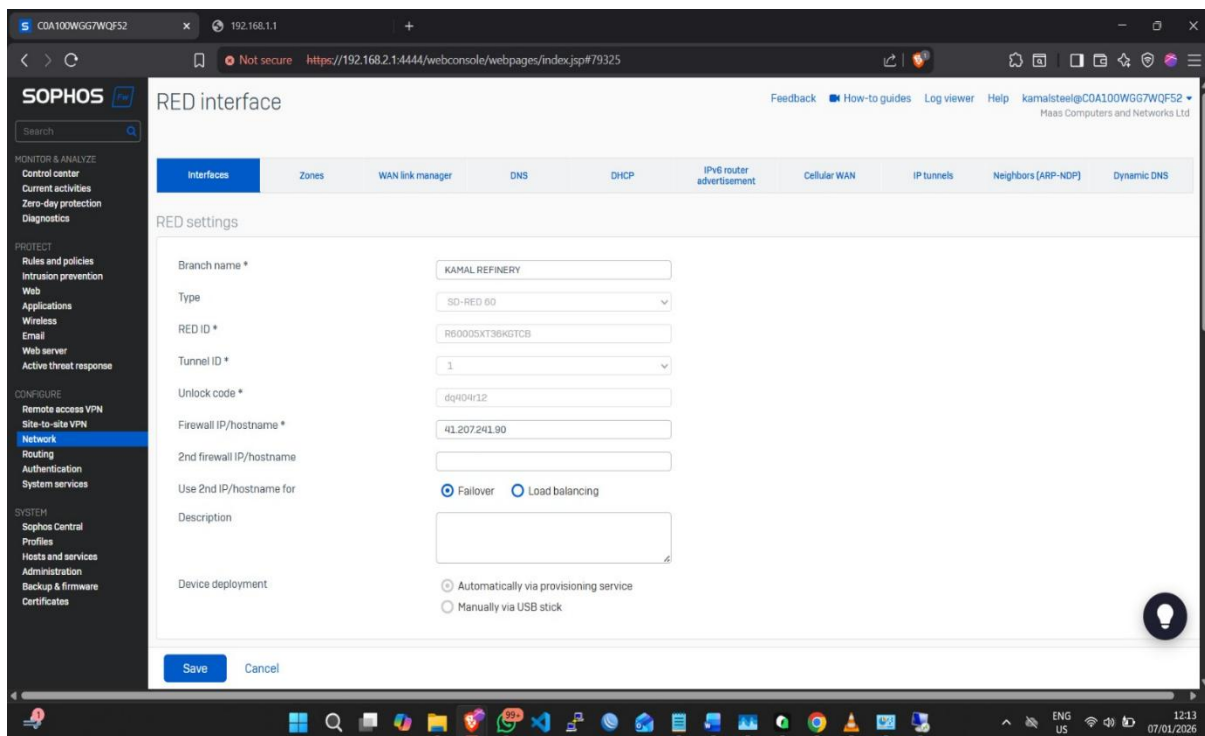 C0A100WGG7WQF52
192.168.1.1
Not secure https://192.168.2.1:4444/webconsole/webpages/index.jsp#79325
SOPHOS Fw
Search
MONITOR & ANALYZE
Control center
Current activities
Zero-day protection
Diagnostics
PROTECT
Rules and policies
Intrusion prevention
Web
Applications
Wireless
Email
Web server
Active threat response
CONFIGURE
Remote access VPN
Site-to-site VPN
Network
Routing
Authentication
System services
SYSTEM
Sophos Central
Profiles
Hosts and services
Administration
Backup & firmware
Certificates
RED interface
Feedback How-to guides Log viewer Help kamalsteel@C0A100WGG7WQF52
Maas Computers and Networks Ltd
Interfaces Zones WAN link manager DNS DHCP IPv6 router advertisement Cellular WAN IP tunnels Neighbors (ARP-NDP) Dynamic DNS
RED settings
Branch name * KAMAL REFINERY
Type SD-RED 60
RED ID * R60005XT36KGTCB
Tunnel ID * 1
Unlock code * dq404r12
Firewall IP/hostname * 41.207.241.90
2nd firewall IP/hostname
Use 2nd IP/hostname for Failover Load balancing
Description
Device deployment Automatically via provisioning service
Manually via USB stick
Save Cancel
1
99+
ENG
US
12:13
07/01/2026